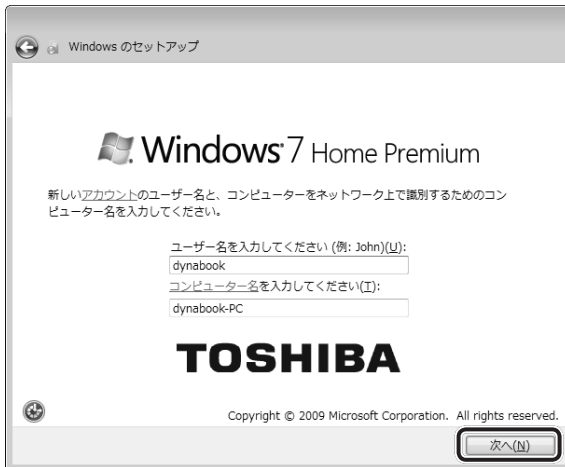 Windows のセットアップ
Windows 7 Home Premium
新しいアカウントのユーザー名と、コンピューターをネットワーク上で識別するためのコン
ピューター名を入力してください。
ユーザー名を入力してください (例: John)(U):
dynabook
コンピューター名を入力してください(T):
dynabook-PC
TOSHIBA
Copyright © 2009 Microsoft Corporation. All rights reserved.
次へ(N)